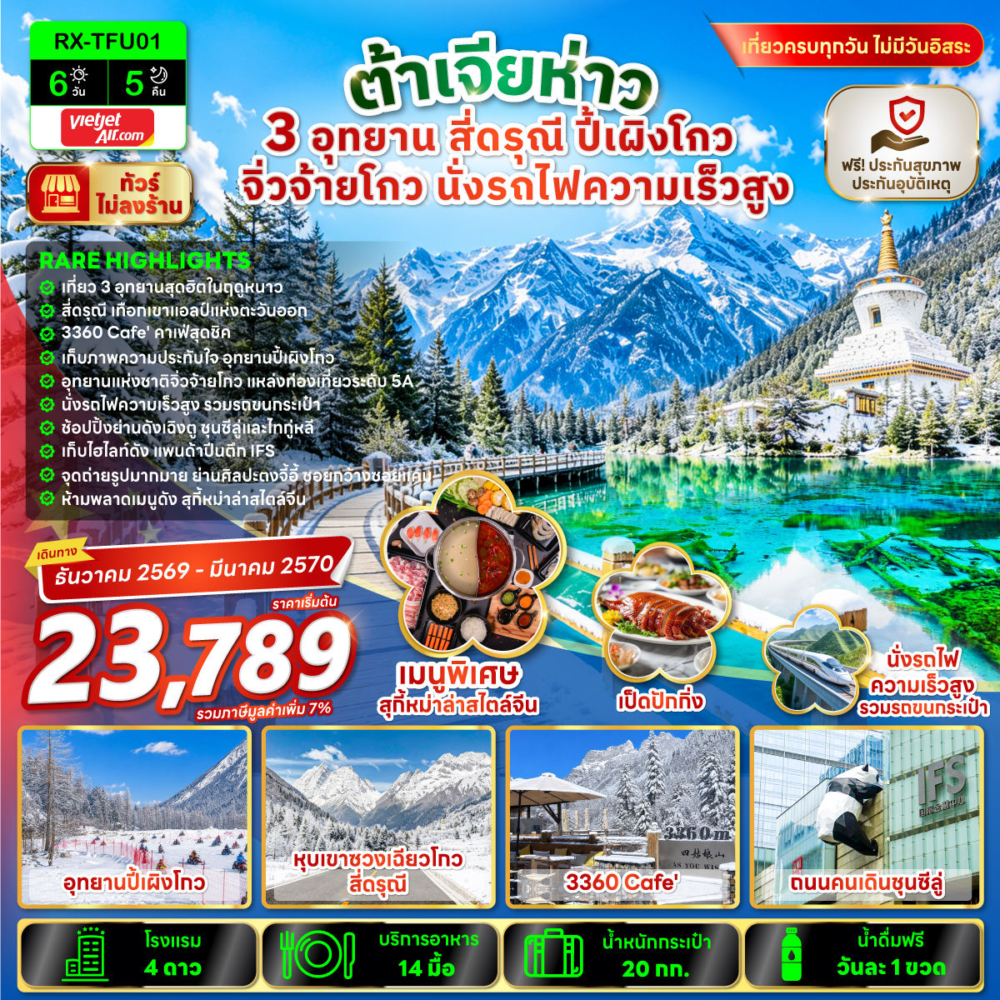 RX-TFU01
6 วัน
5 คืน
vietjet Air.com
ทัวร์
ไม่ลงร้าน
ต้าเจียห่าว
3 อุทยาน สี่ดรุณี ปี้เผิงโกว
จิ่วจ้ายโกว นั่งรถไฟความเร็วสูง
เที่ยวครบทุกวัน ไม่มีวันอิสระ
ฟรี! ประกันสุขภาพ
ประกันอุบัติเหตุ
RARE HIGHLIGHTS
เที่ยว 3 อุทยานสุดฮิตในฤดูหนาว
สี่ดรุณี เทือกเขาแอลป์แห่งตะวันออก
3360 Cafe' คาเฟ่สุดชิค
เก็บภาพความประทับใจ อุทยานปี้เผิงโกว
อุทยานแห่งชาติจิ่วจ้ายโกว แหล่งท่องเที่ยวระดับ 5A
นั่งรถไฟความเร็วสูง รวมรถขนกระเป๋า
ช้อปปิ้งย่านดังเฉิงตู ชุนซีลู่และไท่กู่หลี
เก็บไฮไลท์ดัง แพนด้าปีนตึก IFS
จุดถ่ายรูปมากมาย ย่านศิลปะตงจี้อี้ ซอยกว้างซอยแคบ
ห้ามพลาดเมนูดัง สุกี้หม่าล่าสไตล์จีน
เดินทาง
ธันวาคม 2569 - มีนาคม 2570
ราคาเริ่มต้น
23,789
รวมภาษีมูลค่าเพิ่ม 7%
เมนูพิเศษ
สุกี้หม่าล่าสไตล์จีน
เป็ดปักกิ่ง
นั่งรถไฟ
ความเร็วสูง
รวมรถขนกระเป๋า
อุทยานปี้เผิงโกว
หุบเขาซวงเฉียวโกว
สี่ดรุณี
3360m
四姑娘山
AS YOU WIS
3360 Cafe'
IFS
国际金融中心
ถนนคนเดินชุนซีลู่
โรงแรม
4 ดาว
บริการอาหาร
14 มื้อ
น้ำหนักกระเป๋า
20 กก.
น้ำดื่มฟรี
วันละ 1 ขวด